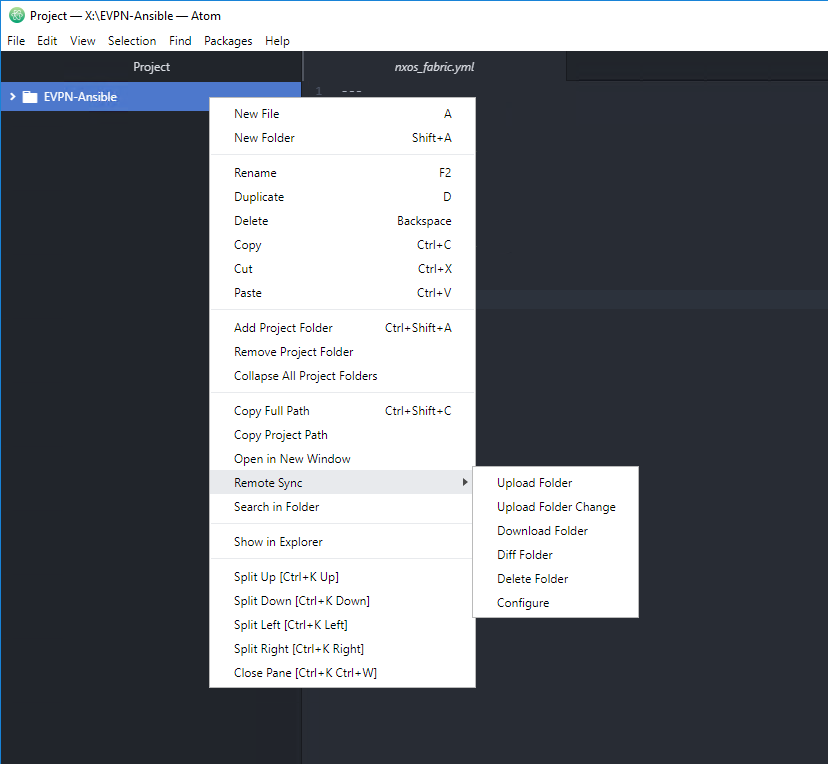 Project — X:\EVPN-Ansible — Atom
File Edit View Selection Find Packages Help
Project
nxos_fabric.yml
EVPN-Ansible
1 ---
New File A
New Folder Shift+A
Rename F2
Duplicate D
Delete Backspace
Copy Ctrl+C
Cut Ctrl+X
Paste Ctrl+V
Add Project Folder Ctrl+Shift+A
Remove Project Folder
Collapse All Project Folders
Copy Full Path Ctrl+Shift+C
Copy Project Path
Open in New Window
Remote Sync
Search in Folder
Show in Explorer
Split Up [Ctrl+K Up]
Split Down [Ctrl+K Down]
Split Left [Ctrl+K Left]
Split Right [Ctrl+K Right]
Close Pane [Ctrl+K Ctrl+W]
Upload Folder
Upload Folder Change
Download Folder
Diff Folder
Delete Folder
Configure